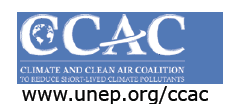 CCAC
CLIMATE AND CLEAN AIR COALITION
TO REDUCE SHORT-LIVED CLIMATE POLLUTANTS
www.unep.org/ccac